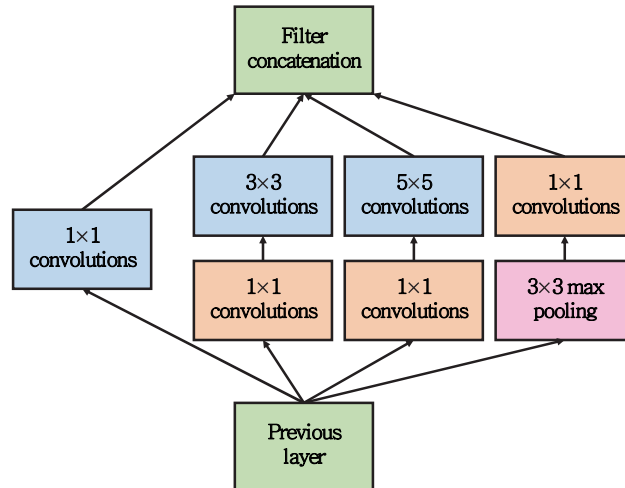 Filter
concatenation
3×3
convolutions
5×5
convolutions
1×1
convolutions
1×1
convolutions
1×1
convolutions
1×1
convolutions
3×3 max
pooling
Previous
layer